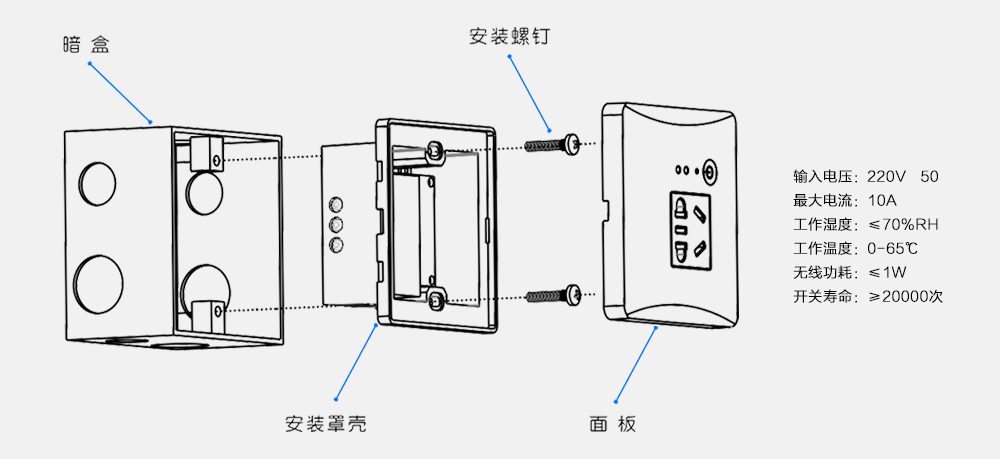 暗 盒
安装螺钉
输入电压：220V 50
最大电流：10A
工作湿度：≤70%RH
工作温度：0-65℃
无线功耗：≤1W
开关寿命：≥20000次
安装罩壳
面 板